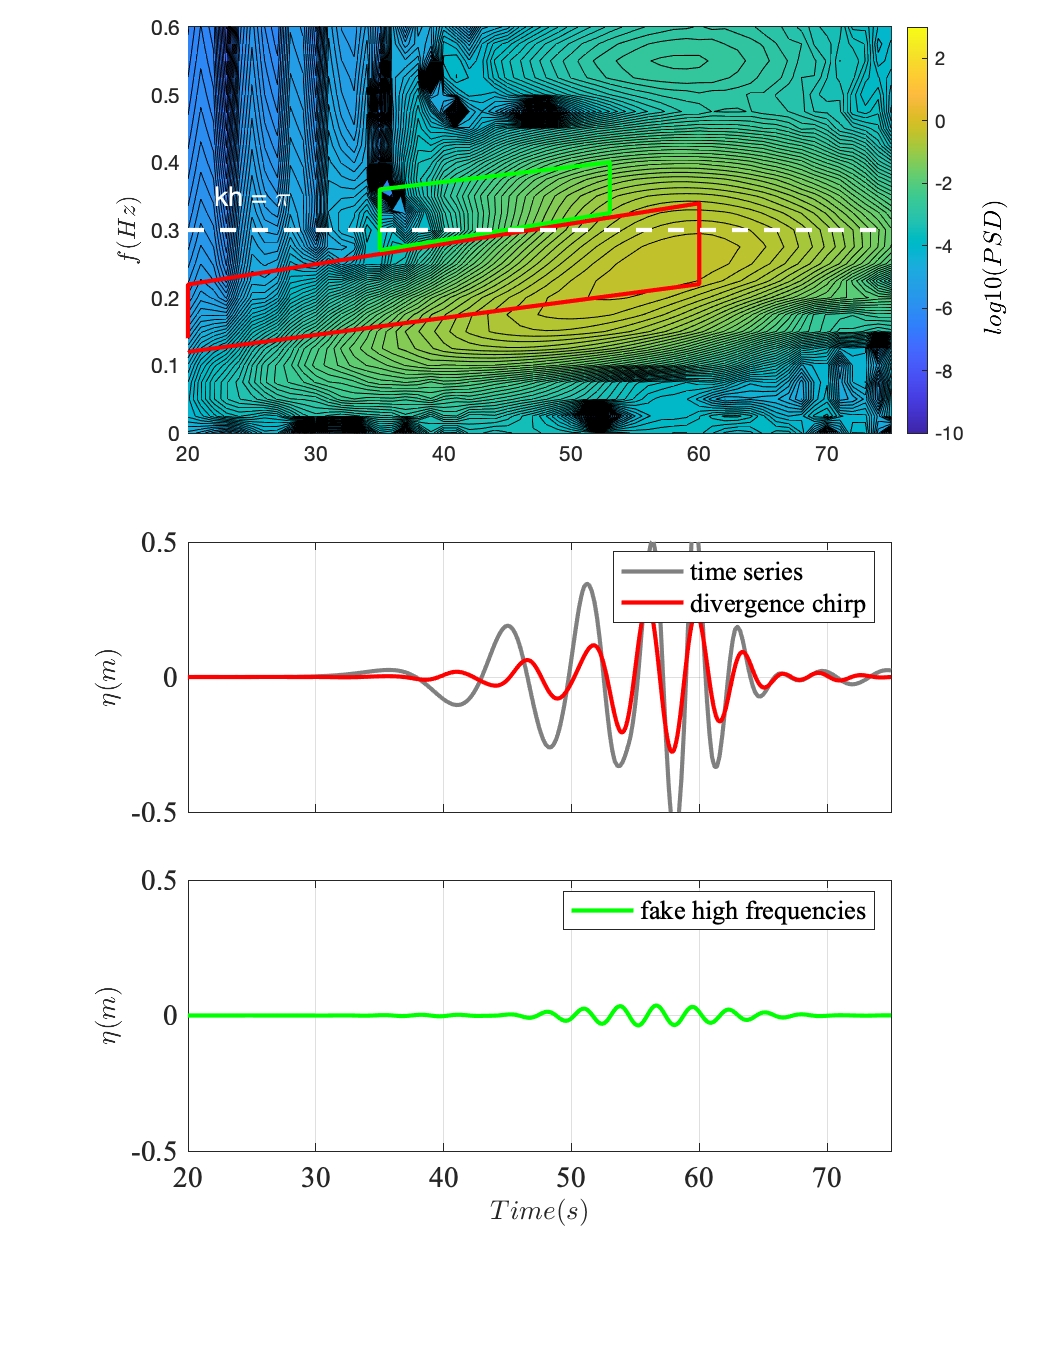 0.6
0.5
0.4
0.3
0.2
0.1
0
f(Hz)
kh = π
20 30 40 50 60 70
2
0
-2
-4
-6
-8
-10
log10(PSD)
0.5
0
-0.5
η(m)
time series
divergence chirp
0.5
0
-0.5
η(m)
fake high frequencies
20 30 40 50 60 70
Time(s)